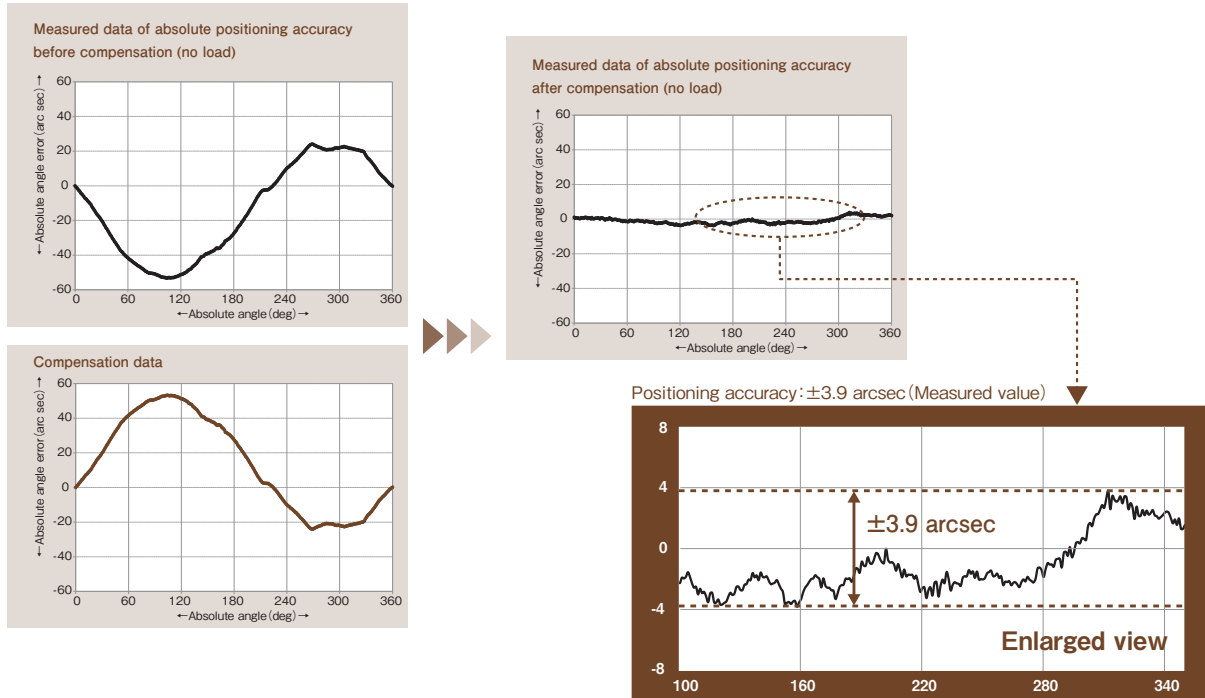 Measured data of absolute positioning accuracy
before compensation (no load)
←Absolute angle error(arc sec)→
60
40
20
0
-20
-40
-60
0 60 120 180 240 300 360
←Absolute angle(deg)→
Compensation data
←Absolute angle error(arc sec)→
60
40
20
0
-20
-40
-60
0 60 120 180 240 300 360
←Absolute angle(deg)→
Measured data of absolute positioning accuracy
after compensation (no load)
←Absolute angle error(arc sec)→
60
40
20
0
-20
-40
-60
0 60 120 180 240 300 360
←Absolute angle(deg)→
Positioning accuracy:±3.9 arcsec(Measured value)
8
4
0
-4
-8
±3.9 arcsec
Enlarged view
100 160 220 280 340